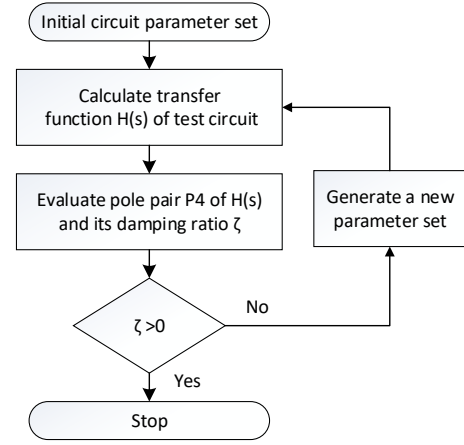 Initial circuit parameter set
Calculate transfer
function H(s) of test circuit
Evaluate pole pair P4 of H(s)
and its damping ratio ζ
Generate a new
parameter set
ζ >0
No
Yes
Stop